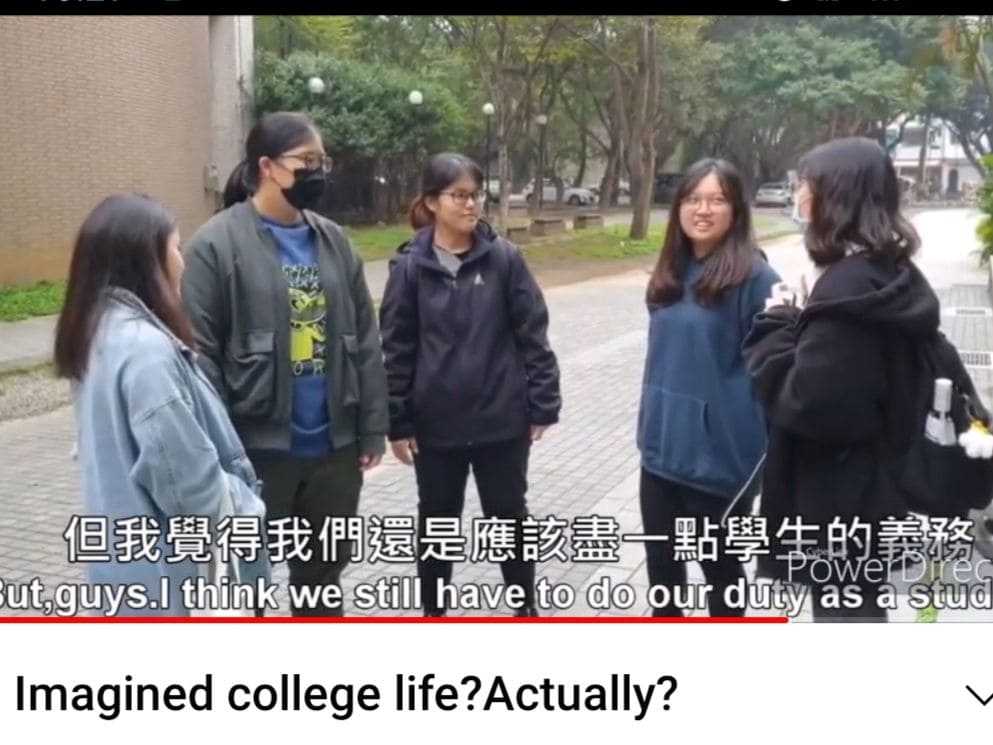 但我覺得我們還是應該盡一點學生的義務
PowerDirec
But,guys.I think we still have to do our duty as a stud
Imagined college life?Actually?